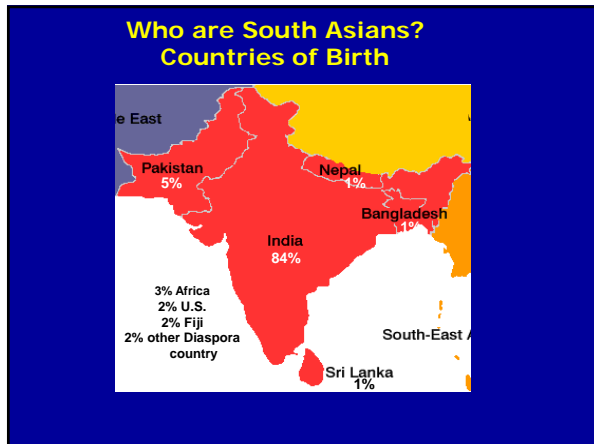 Who are South Asians?
Countries of Birth
e East
Pakistan
5%
Nepal
1%
Bangladesh
1%
India
84%
3% Africa
2% U.S.
2% Fiji
2% other Diaspora
country
South-East A
Sri Lanka
1%